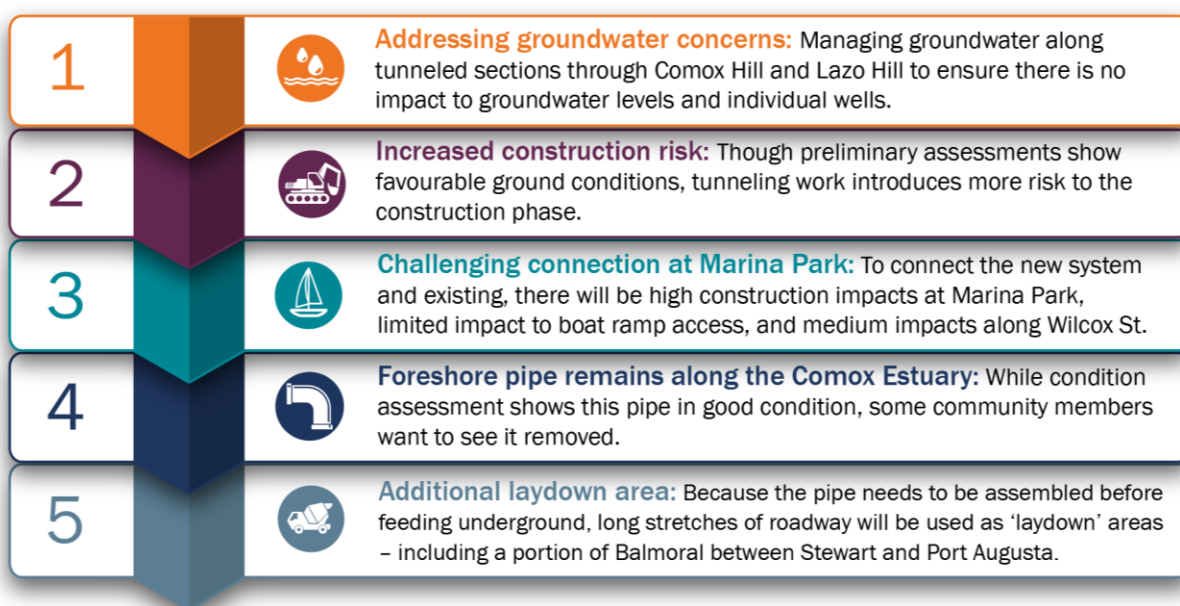 1
Addressing groundwater concerns: Managing groundwater along
tunneled sections through Comox Hill and Lazo Hill to ensure there is no
impact to groundwater levels and individual wells.
2
Increased construction risk: Though preliminary assessments show
favourable ground conditions, tunneling work introduces more risk to the
construction phase.
3
Challenging connection at Marina Park: To connect the new system
and existing, there will be high construction impacts at Marina Park,
limited impact to boat ramp access, and medium impacts along Wilcox St.
4
Foreshore pipe remains along the Comox Estuary: While condition
assessment shows this pipe in good condition, some community members
want to see it removed.
5
Additional laydown area: Because the pipe needs to be assembled before
feeding underground, long stretches of roadway will be used as ‘laydown’ areas
– including a portion of Balmoral between Stewart and Port Augusta.